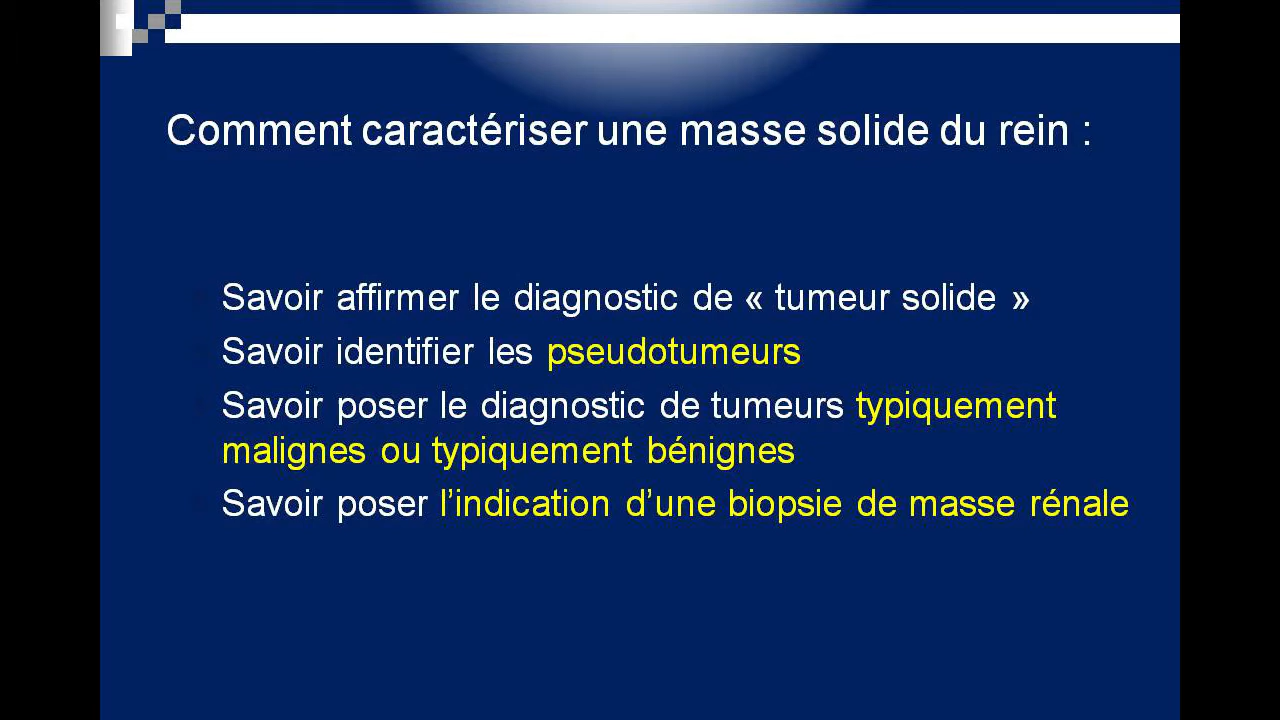 Comment caractériser une masse solide du rein :
Savoir affirmer le diagnostic de « tumeur solide »
Savoir identifier les pseudotumeurs
Savoir poser le diagnostic de tumeurs typiquement
malignes ou typiquement bénignes
Savoir poser l’indication d’une biopsie de masse rénale